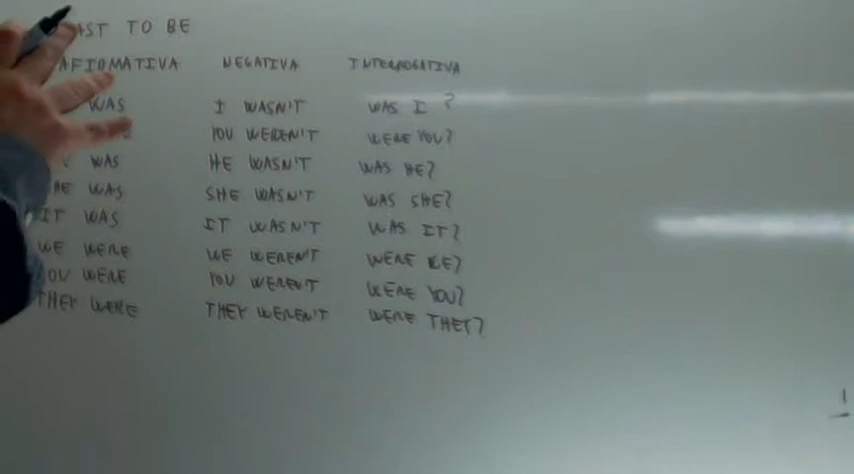 TO BE
AFIRMATIVA NEGATIVA INTERROGATIVA
WAS I WASN'T WAS I?
YOU WEREN'T WERE YOU?
WAS HE WASN'T WAS HE?
WAS SHE WASN'T WAS SHE?
IT WAS IT WASN'T WAS IT?
WE WERE WE WEREN'T WERE WE?
YOU WERE YOU WEREN'T WERE YOU?
THEY WERE THEY WEREN'T WERE THEY?